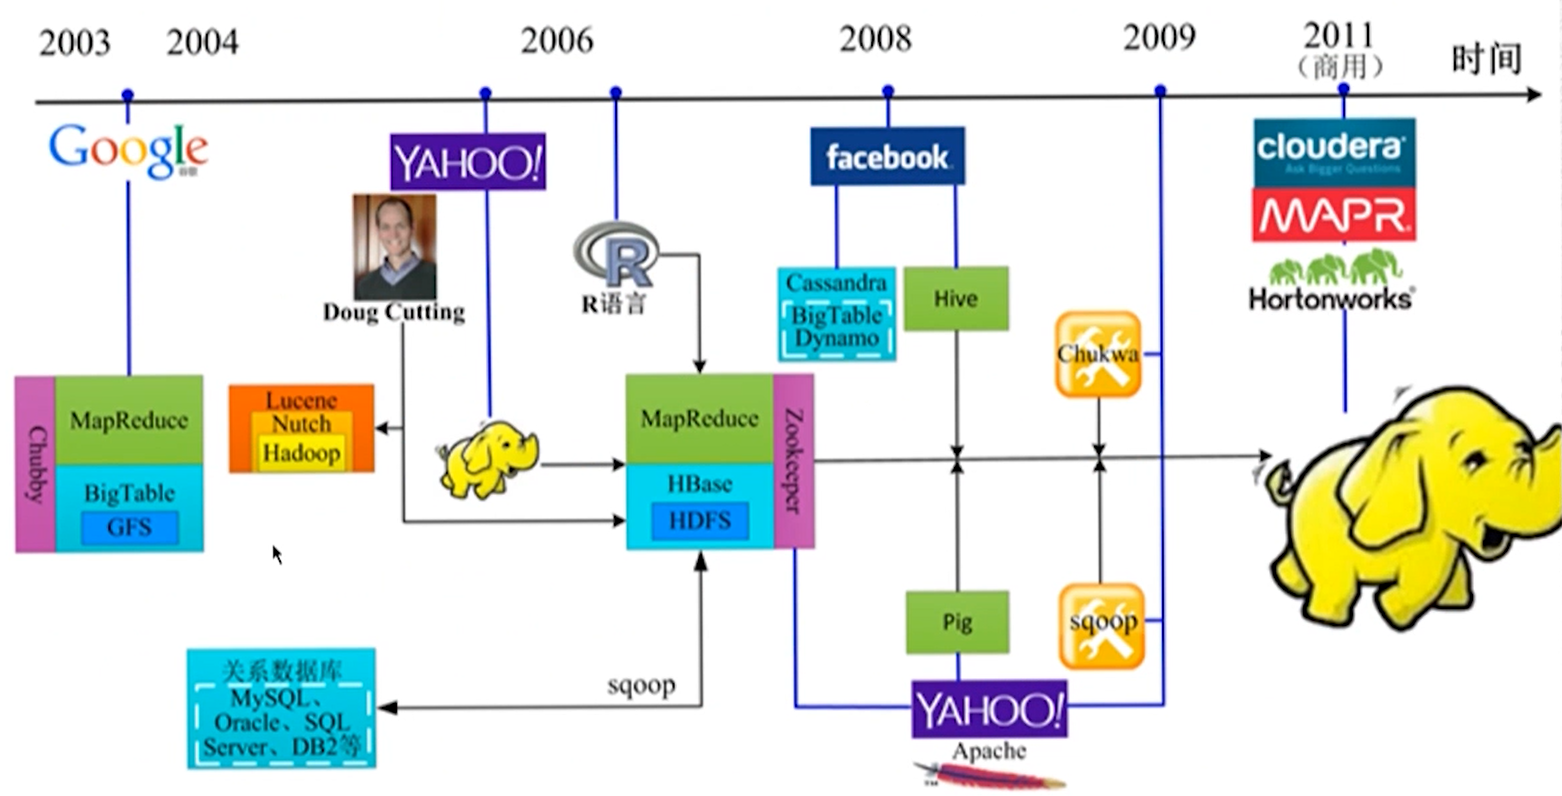 2003
2004
2006
2008
2009
2011
（商用）
时间
Google
谷歌
YAHOO!
facebook
cloudera
Ask Bigger Questions
MAPR
Hortonworks
Doug Cutting
R
R语言
Cassandra
BigTable
Dynamo
Hive
Chukwa
Chubby
MapReduce
BigTable
GFS
Lucene
Nutch
Hadoop
MapReduce
HBase
HDFS
Zookeeper
Pig
sqoop
关系数据库
MySQL、
Oracle、SQL
Server、DB2等
sqoop
YAHOO!
Apache
TM